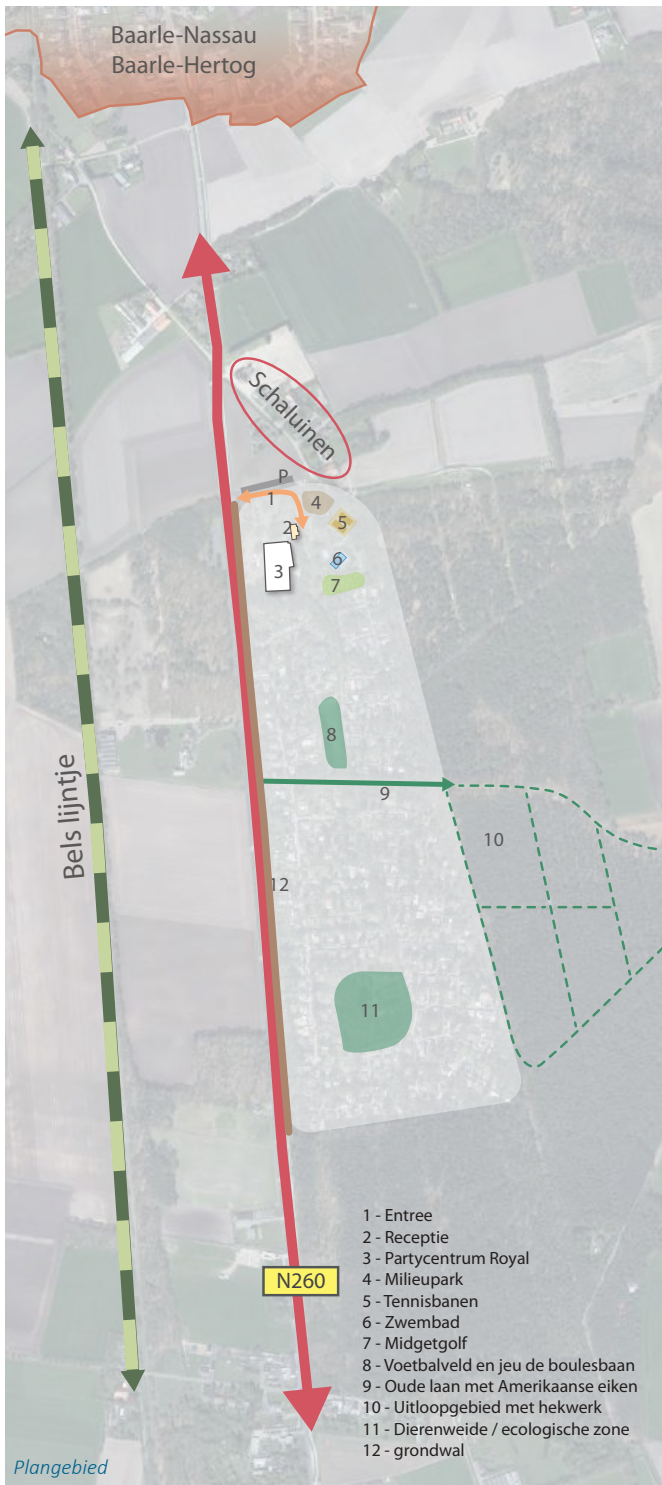 Baarle-Nassau
Baarle-Hertog
Schaluinen
P
1
4
2
5
3
6
7
8
Bels lijntje
9
10
12
11
1 - Entree
2 - Receptie
3 - Partycentrum Royal
4 - Milieupark
5 - Tennisbanen
6 - Zwembad
7 - Midgetgolf
8 - Voetbalveld en jeu de boulesbaan
9 - Oude laan met Amerikaanse eiken
10 - Uitloopgebied met hekwerk
11 - Dierenweide / ecologische zone
12 - grondwal
N260
Plangebied